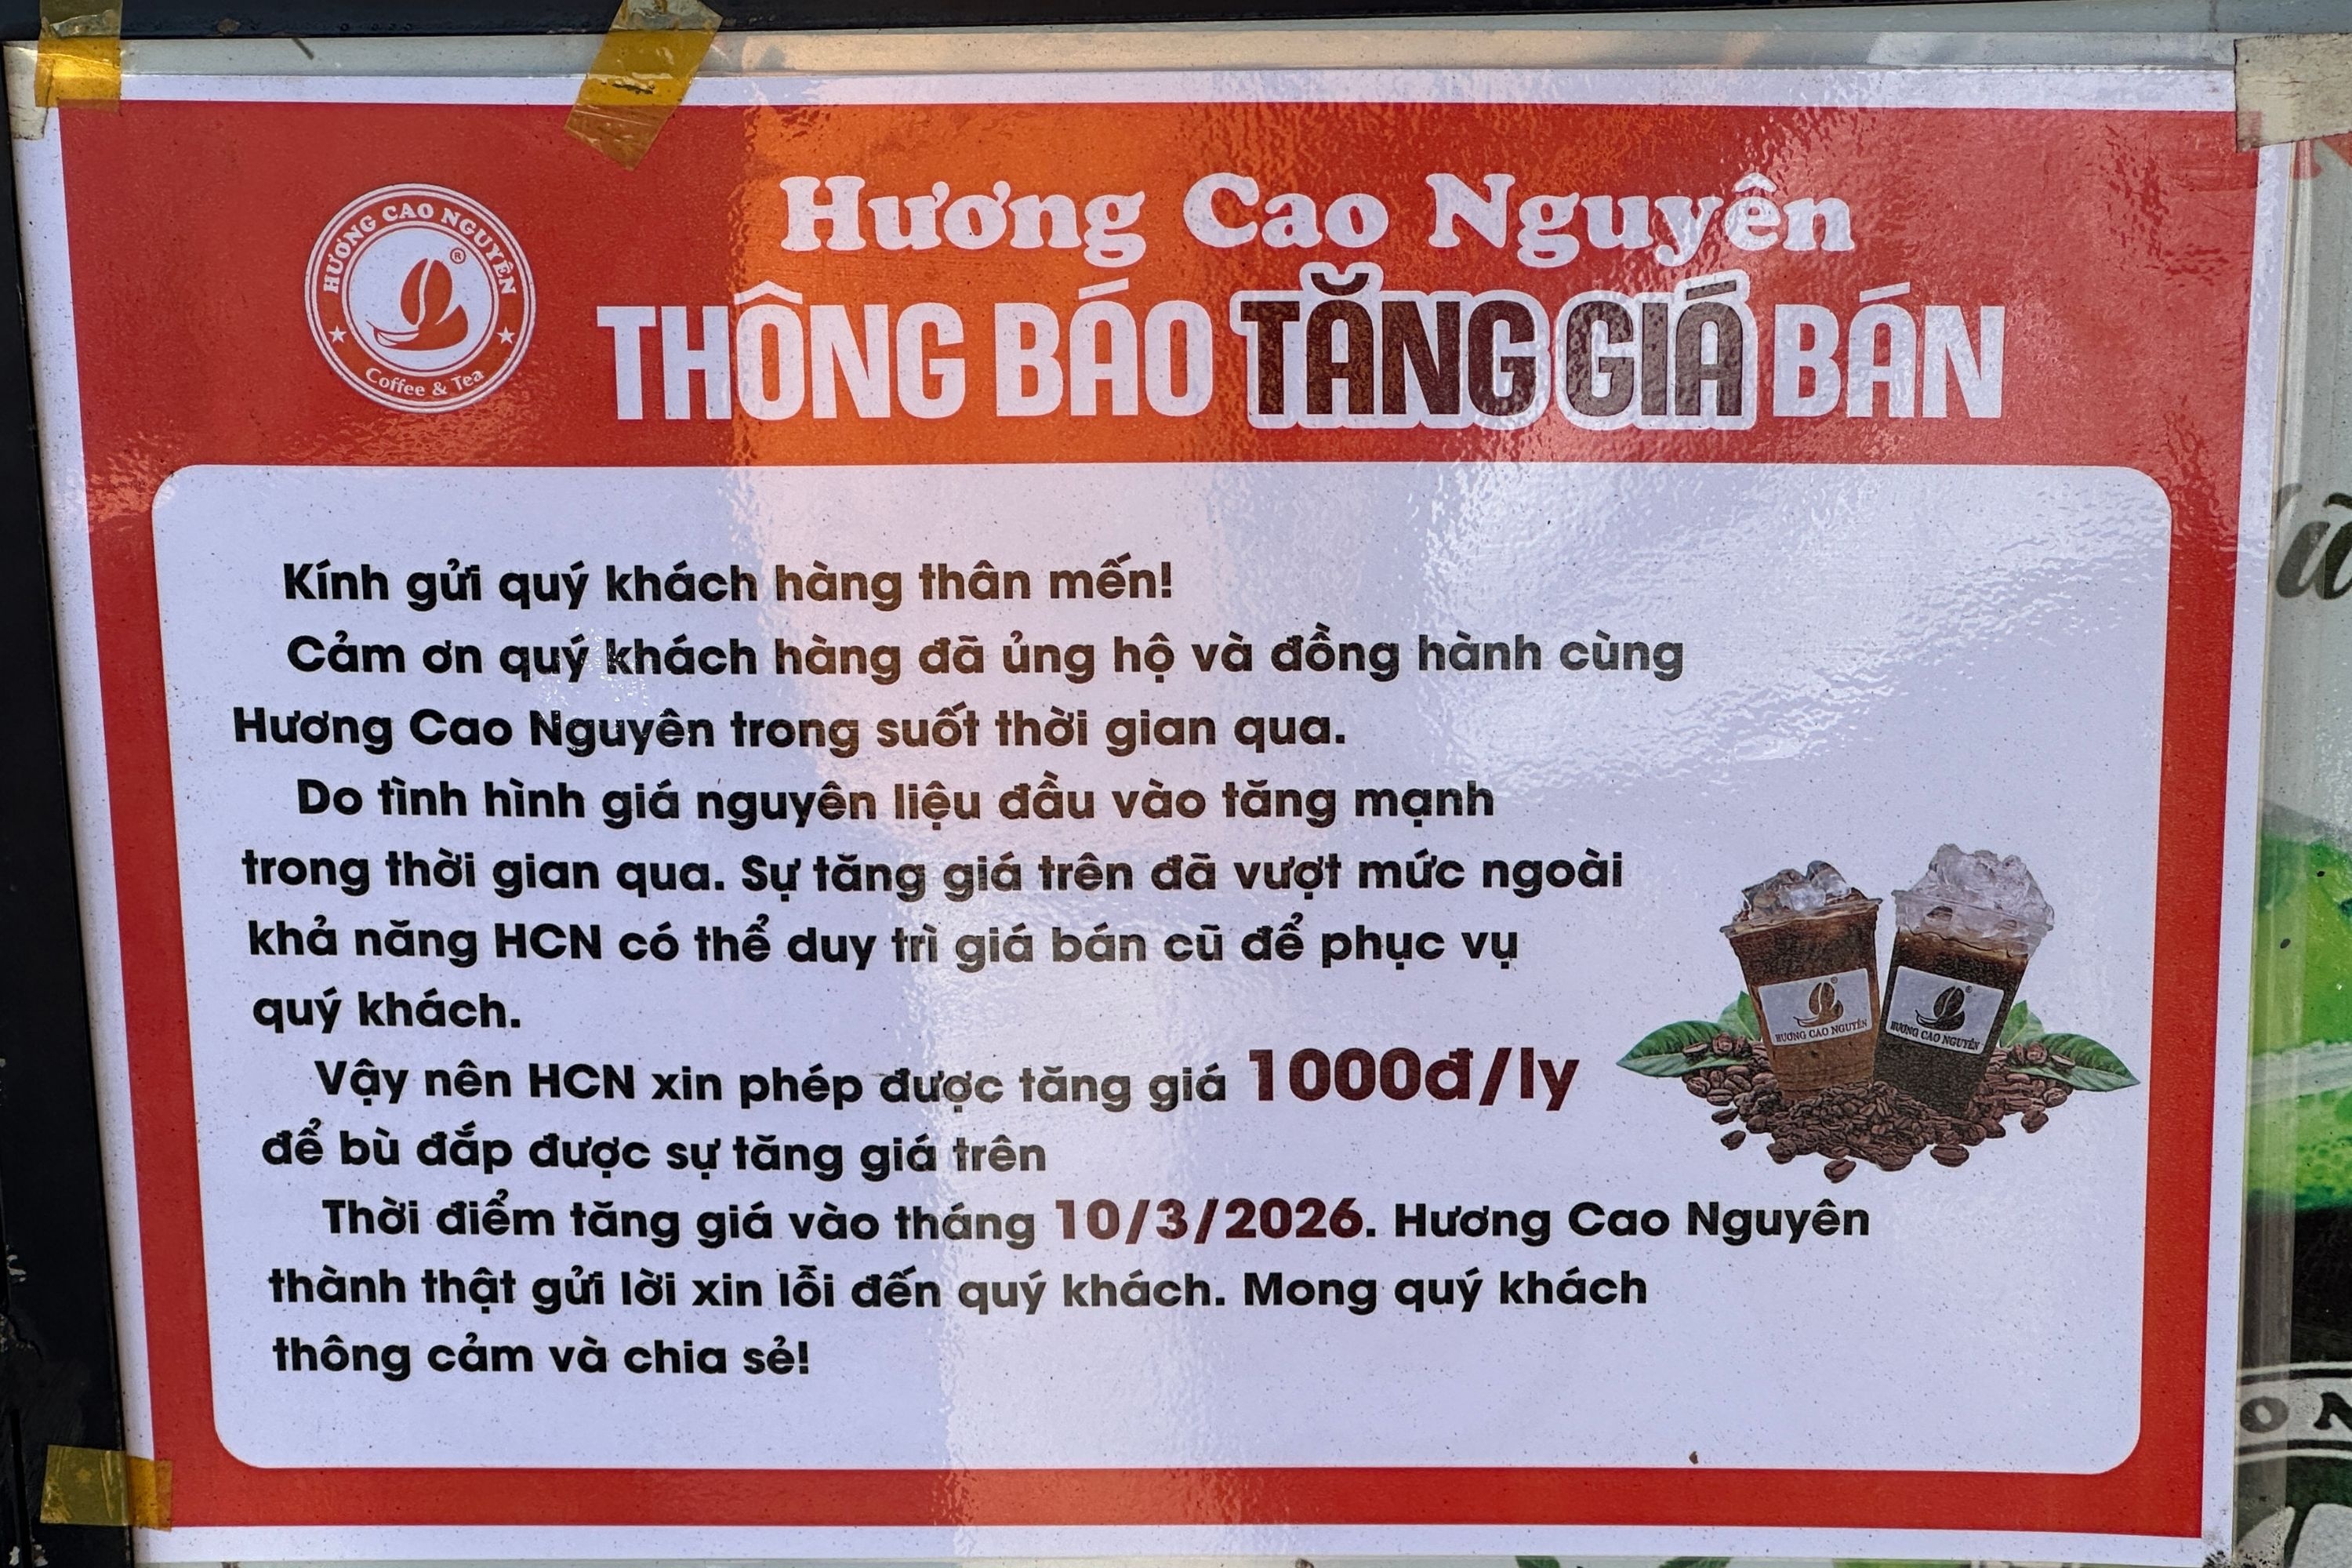 HƯƠNG CAO NGUYÊN
®
Coffee & Tea
Hương Cao Nguyên
THÔNG BÁO TĂNG GIÁ BÁN
Kính gửi quý khách hàng thân mến!
Cảm ơn quý khách hàng đã ủng hộ và đồng hành cùng
Hương Cao Nguyên trong suốt thời gian qua.
Do tình hình giá nguyên liệu đầu vào tăng mạnh
trong thời gian qua. Sự tăng giá trên đã vượt mức ngoài
khả năng HCN có thể duy trì giá bán cũ để phục vụ
quý khách.
Vậy nên HCN xin phép được tăng giá 1000đ/ly
để bù đắp được sự tăng giá trên
Thời điểm tăng giá vào tháng 10/3/2026. Hương Cao Nguyên
thành thật gửi lời xin lỗi đến quý khách. Mong quý khách
thông cảm và chia sẻ!
HƯƠNG CAO NGUYÊN
HƯƠNG CAO NGUYÊN